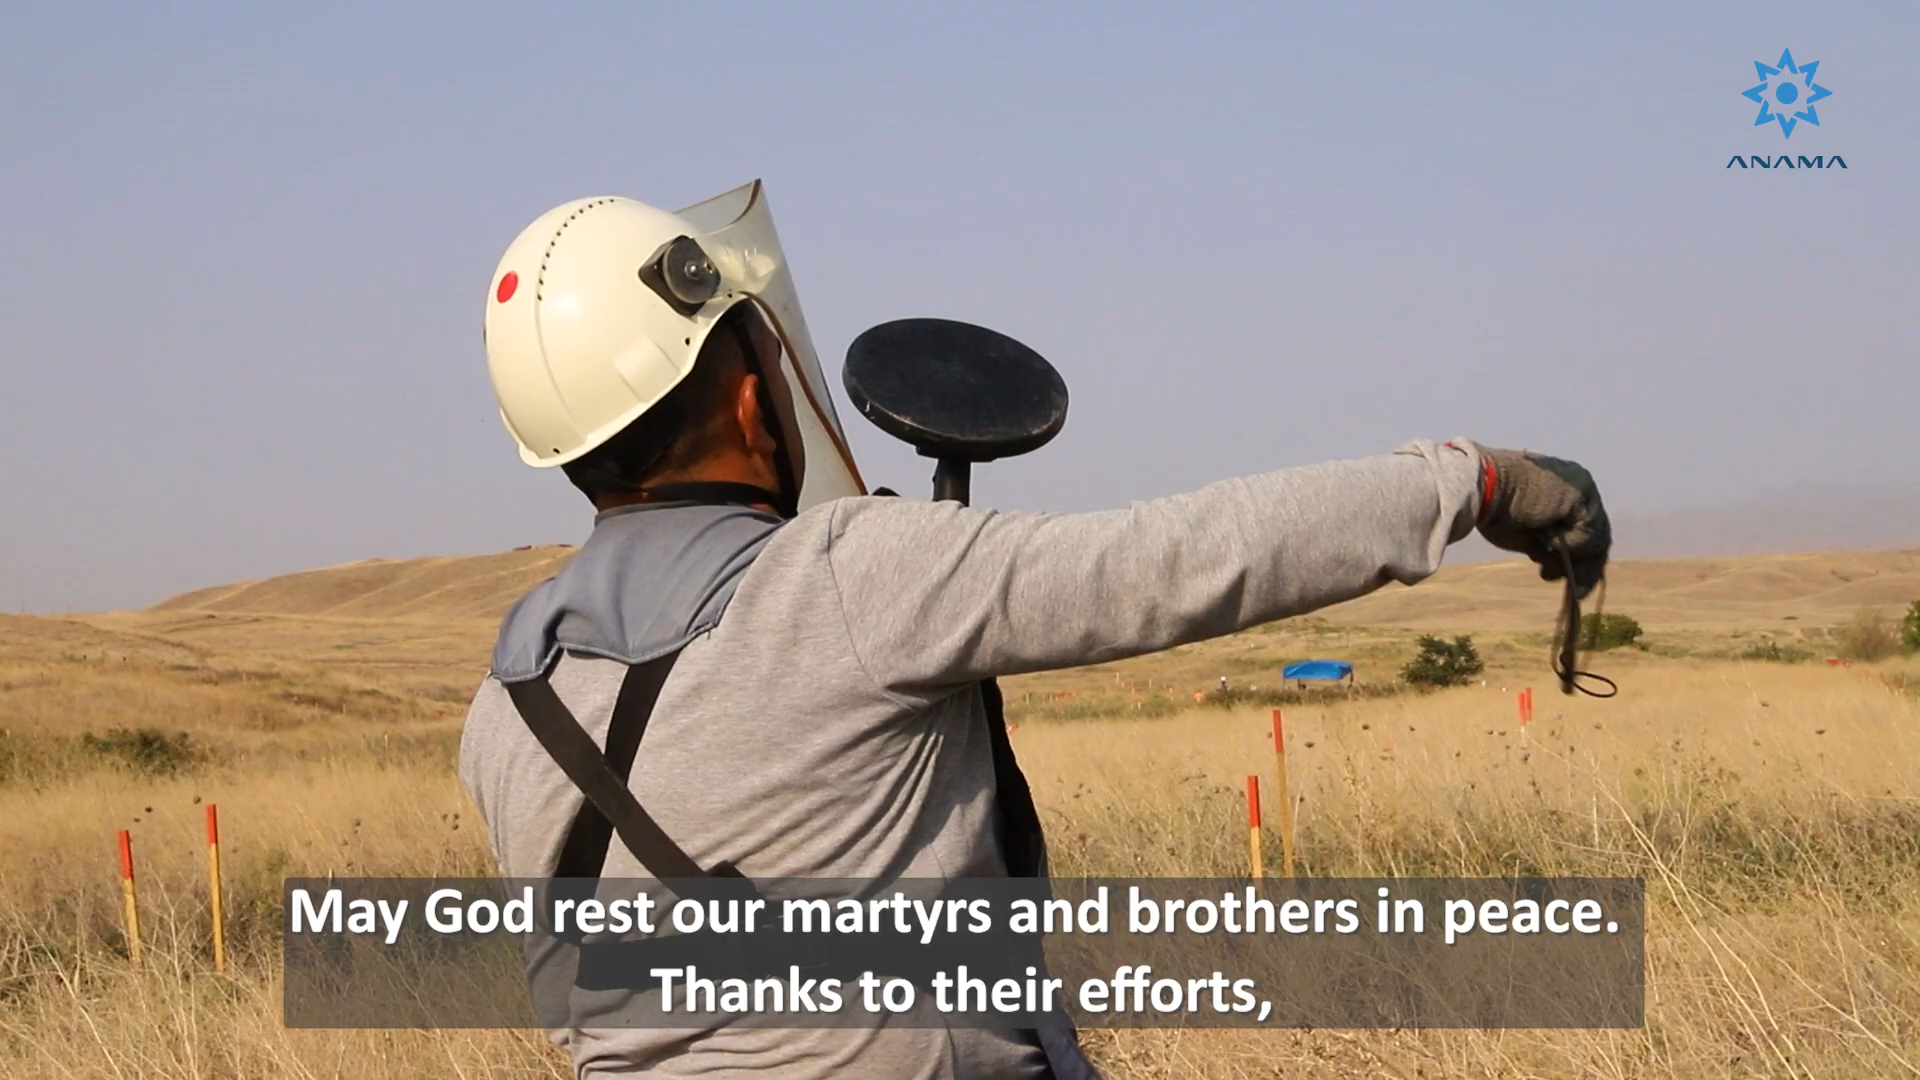 ANAMA
May God rest our martyrs and brothers in peace.
Thanks to their efforts,